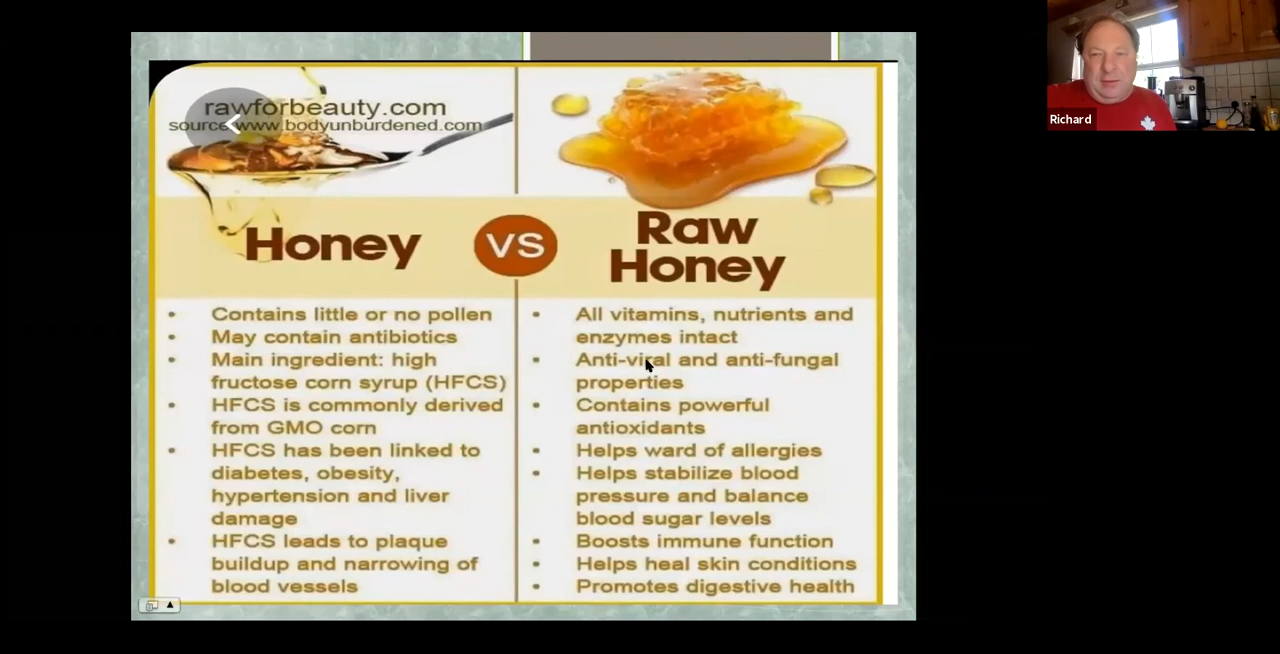 rawforbeauty.com
source www.bodyunburdened.com
Honey
VS
Raw
Honey
• Contains little or no pollen
• May contain antibiotics
• Main ingredient: high
fructose corn syrup (HFCS)
• HFCS is commonly derived
from GMO corn
• HFCS has been linked to
diabetes, obesity,
hypertension and liver
damage
• HFCS leads to plaque
buildup and narrowing of
blood vessels
• All vitamins, nutrients and
enzymes intact
• Anti-viral and anti-fungal
properties
• Contains powerful
antioxidants
• Helps ward of allergies
• Helps stabilize blood
pressure and balance
blood sugar levels
• Boosts immune function
• Helps heal skin conditions
• Promotes digestive health
Richard